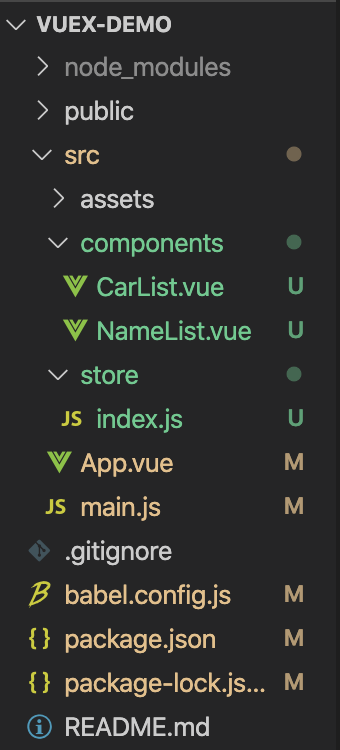 VUEX-DEMO
node_modules
public
src
assets
components
CarList.vue U
NameList.vue U
store
JS index.js U
App.vue M
JS main.js M
.gitignore
babel.config.js M
{} package.json M
{} package-lock.js... M
README.md